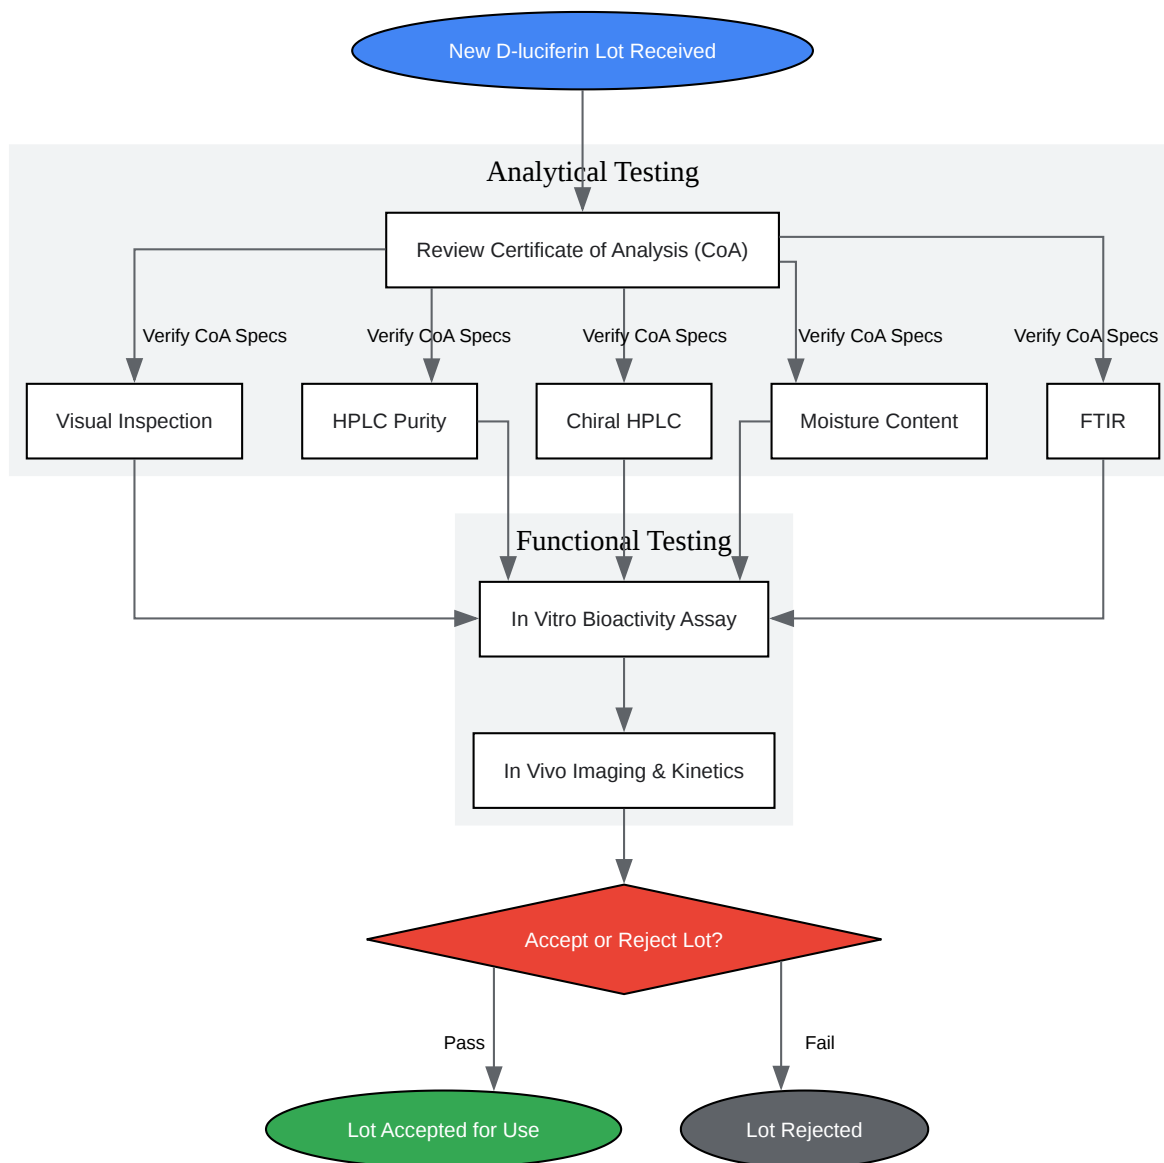 New D-luciferin Lot Received
Analytical Testing
Review Certificate of Analysis (CoA)
Verify CoA Specs
Verify CoA Specs
Verify CoA Specs
Verify CoA Specs
Verify CoA Specs
Visual Inspection
HPLC Purity
Chiral HPLC
Moisture Content
FTIR
Functional Testing
In Vitro Bioactivity Assay
In Vivo Imaging & Kinetics
Accept or Reject Lot?
Pass
Fail
Lot Accepted for Use
Lot Rejected